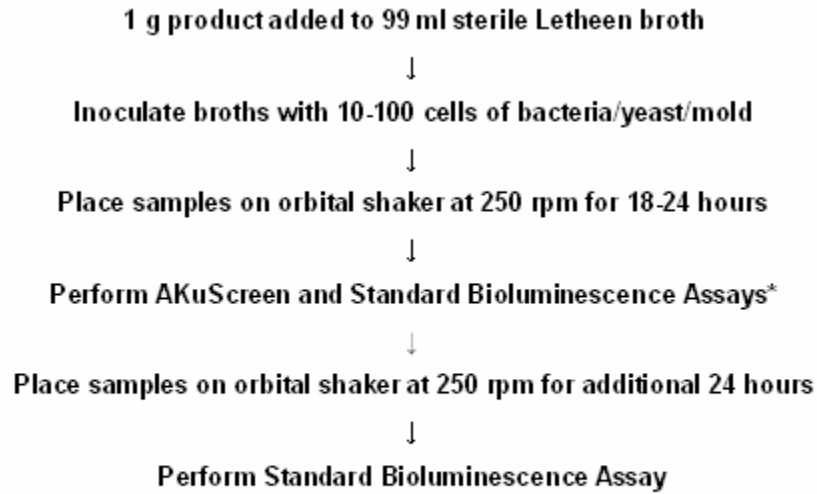 1 g product added to 99 ml sterile Letheen broth
↓
Inoculate broths with 10-100 cells of bacteria/yeast/mold
↓
Place samples on orbital shaker at 250 rpm for 18-24 hours
↓
Perform AKuScreen and Standard Bioluminescence Assays*
↓
Place samples on orbital shaker at 250 rpm for additional 24 hours
↓
Perform Standard Bioluminescence Assay